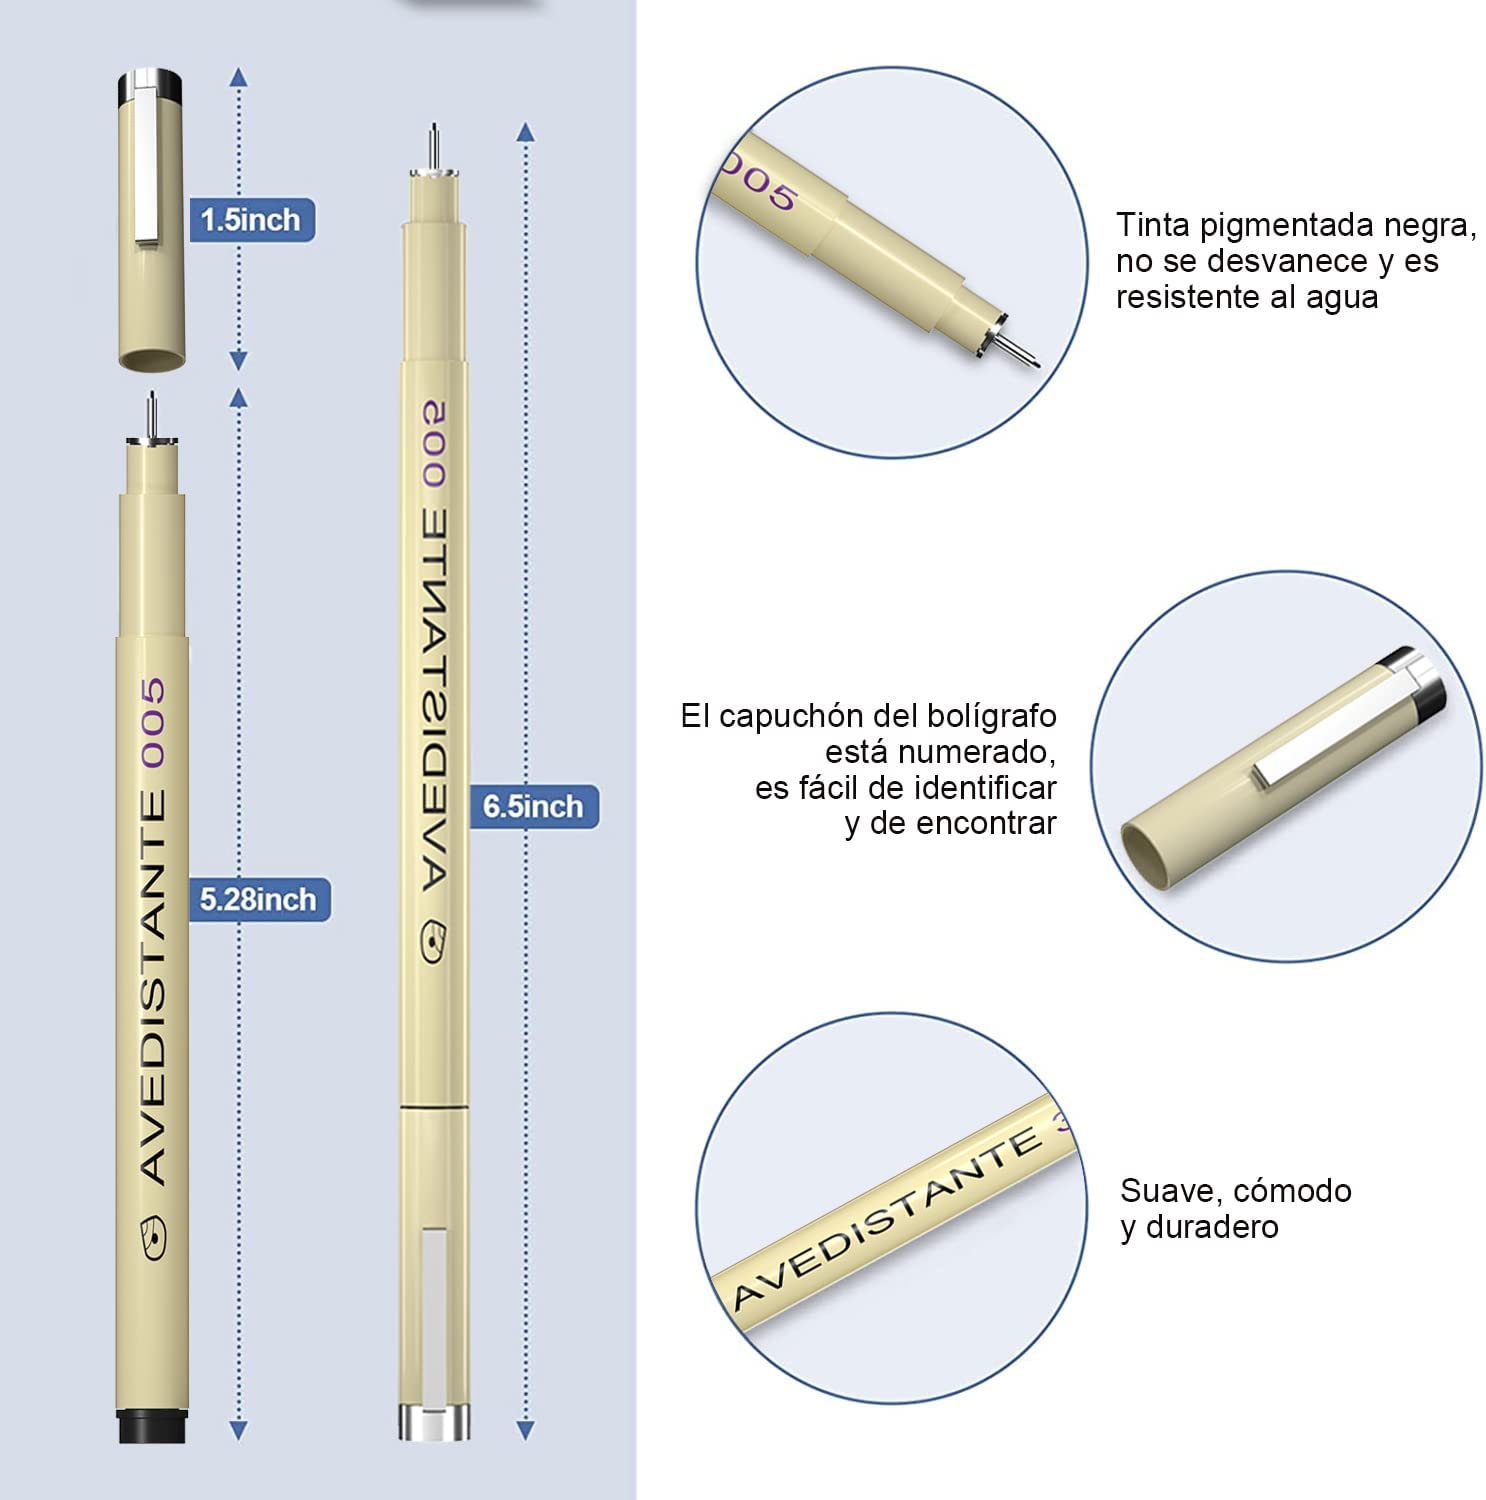 1.5inch
5.28inch
AVEDISTANTE 005
6.5inch
AVEDISTANTE 005
005
Tinta pigmentada negra,
no se desvanece y es
resistente al agua
El capuchón del bolígrafo
está numerado,
es fácil de identificar
y de encontrar
AVEDISTANTE
Suave, cómodo
y duradero